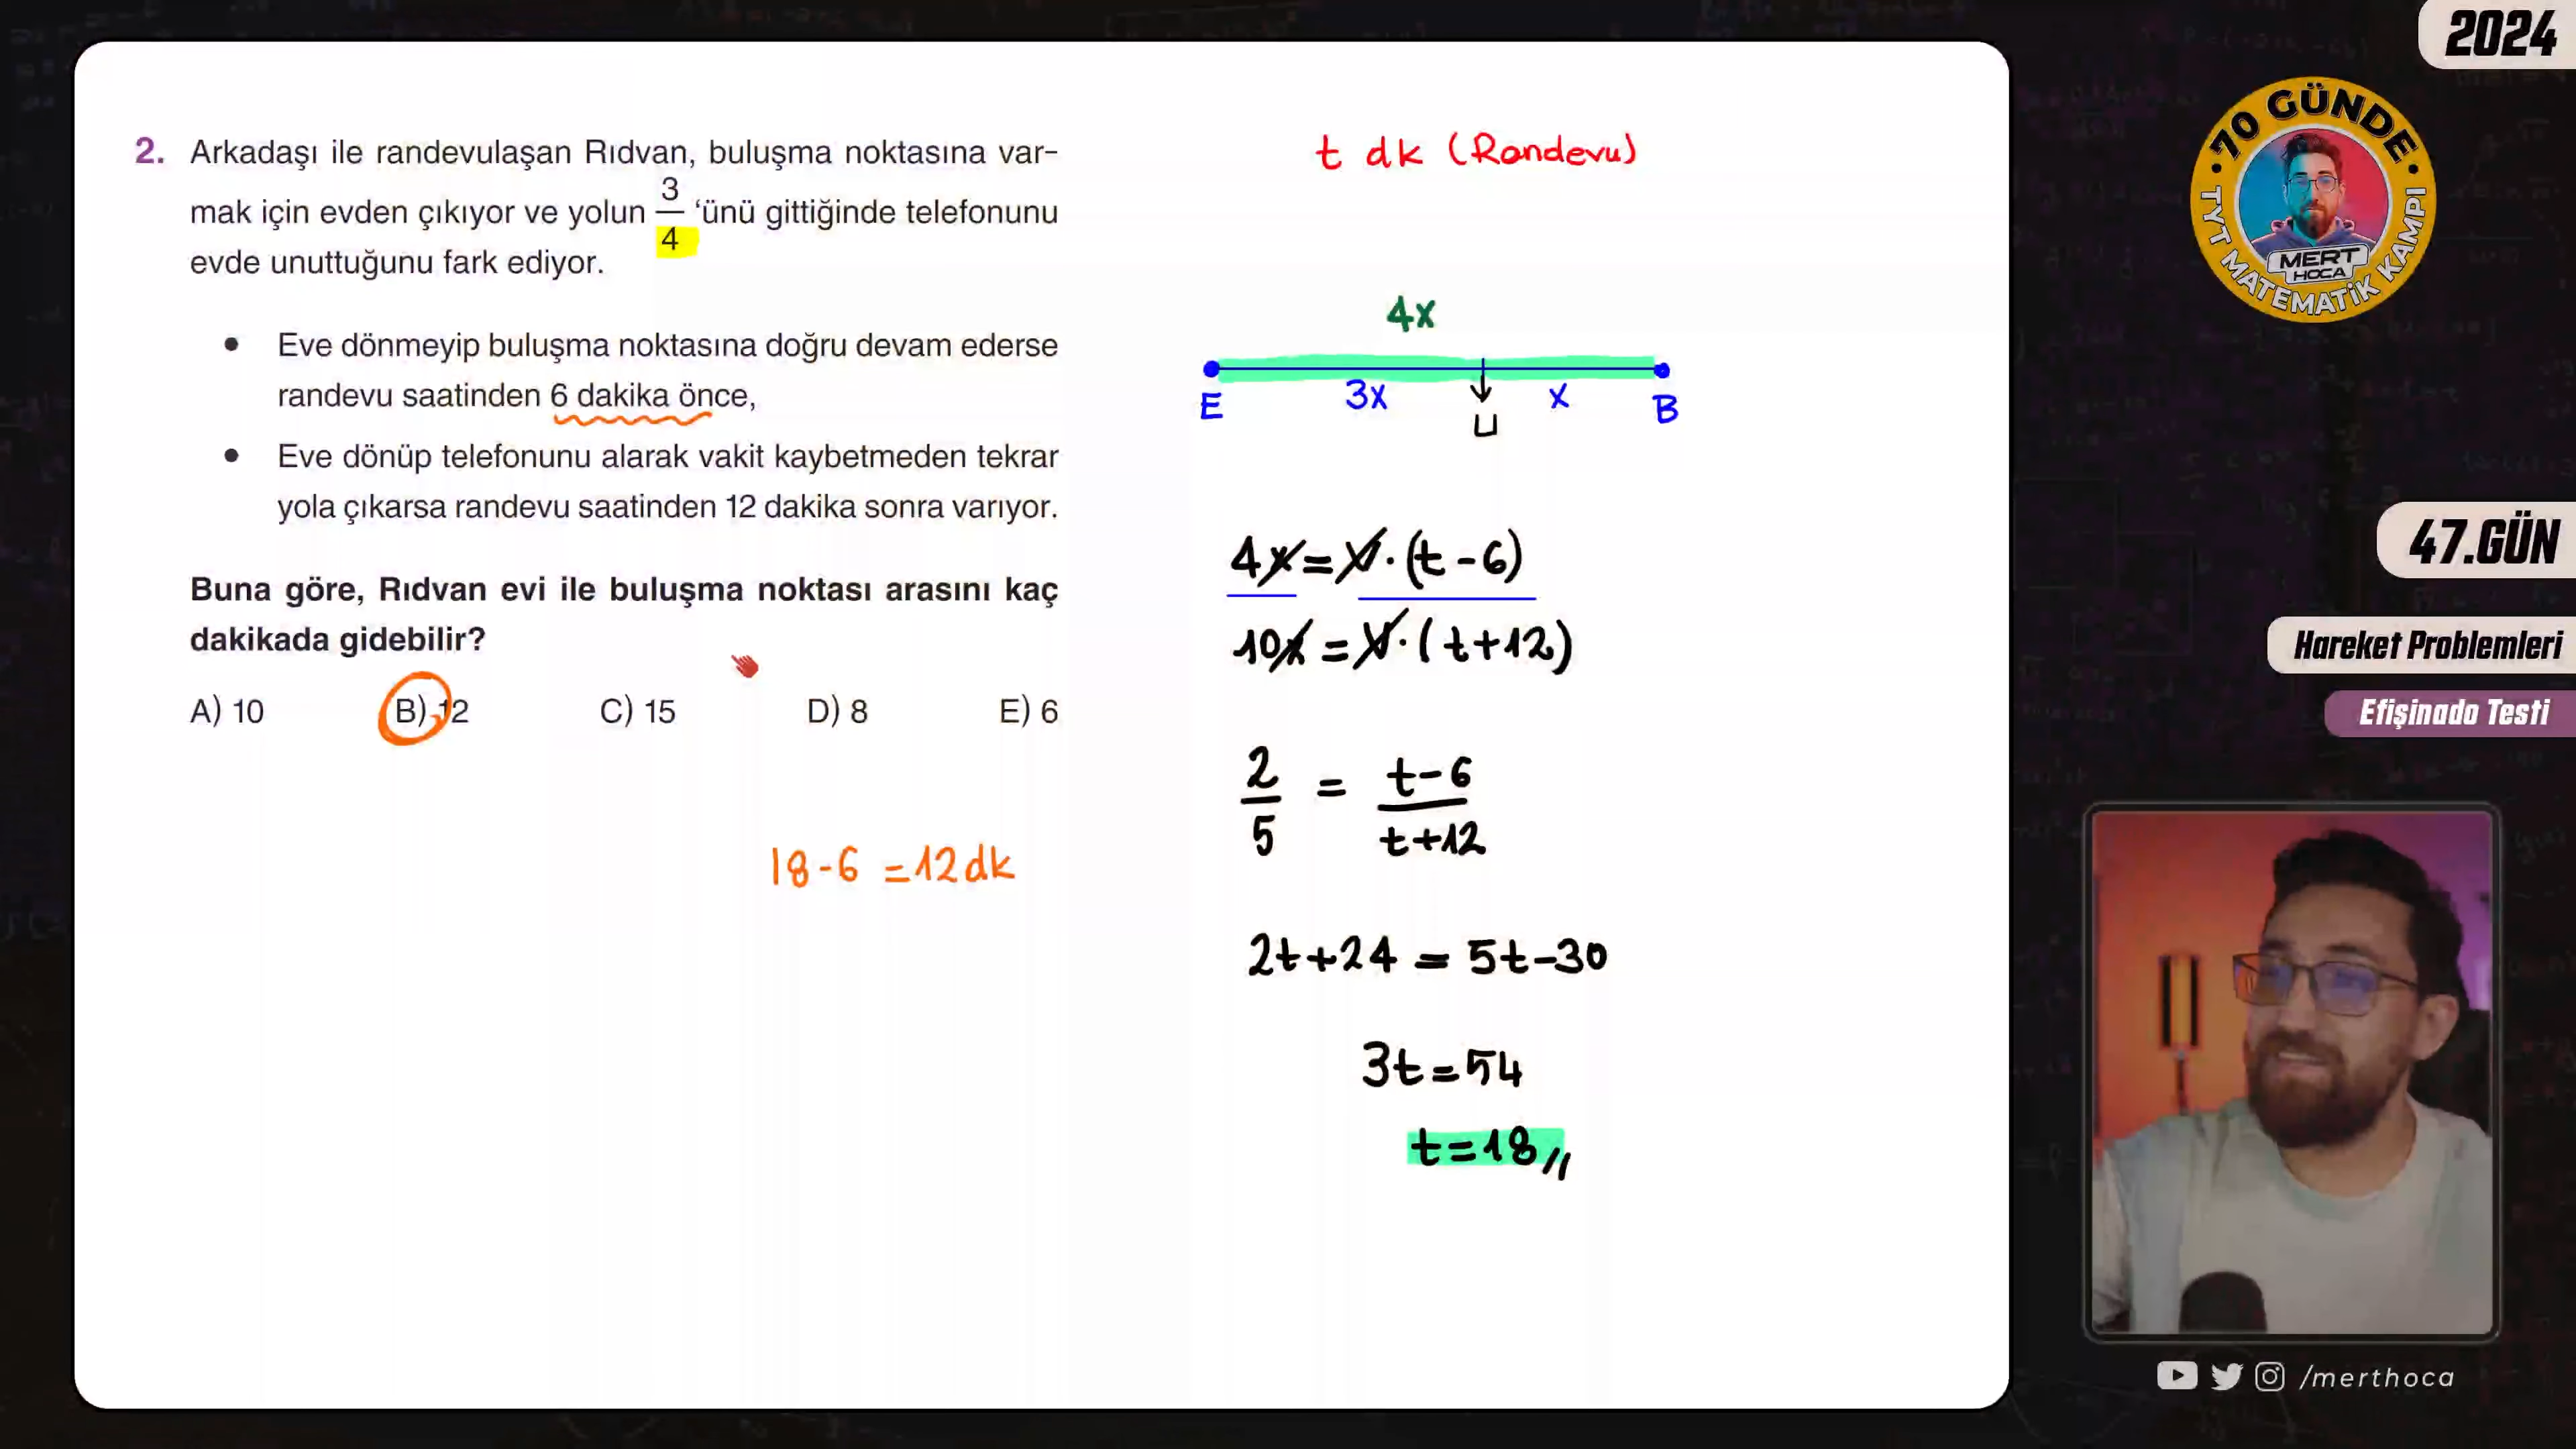 2024
70 GÜNDE
TYT MATEMATİK KAMPI
MERT
HOCA
2. Arkadaşı ile randevulaşan Rıdvan, buluşma noktasına var-
mak için evden çıkıyor ve yolun 3/4 ‘ünü gittiğinde telefonunu
evde unuttuğunu fark ediyor.
• Eve dönmeyip buluşma noktasına doğru devam ederse
randevu saatinden 6 dakika önce,
• Eve dönüp telefonunu alarak vakit kaybetmeden tekrar
yola çıkarsa randevu saatinden 12 dakika sonra varıyor.
Buna göre, Rıdvan evi ile buluşma noktası arasını kaç
dakikada gidebilir?
A) 10 B) 12 C) 15 D) 8 E) 6
18-6 = 12dk
t dk (Randevu)
4x
3x x
E U B
4x = V.(t-6)
10x = V.(t+12)
2/5 = t-6/t+12
2t+24 = 5t-30
3t=54
t=18//
47.GÜN
Hareket Problemleri
Efişinado Testi
/merthoca